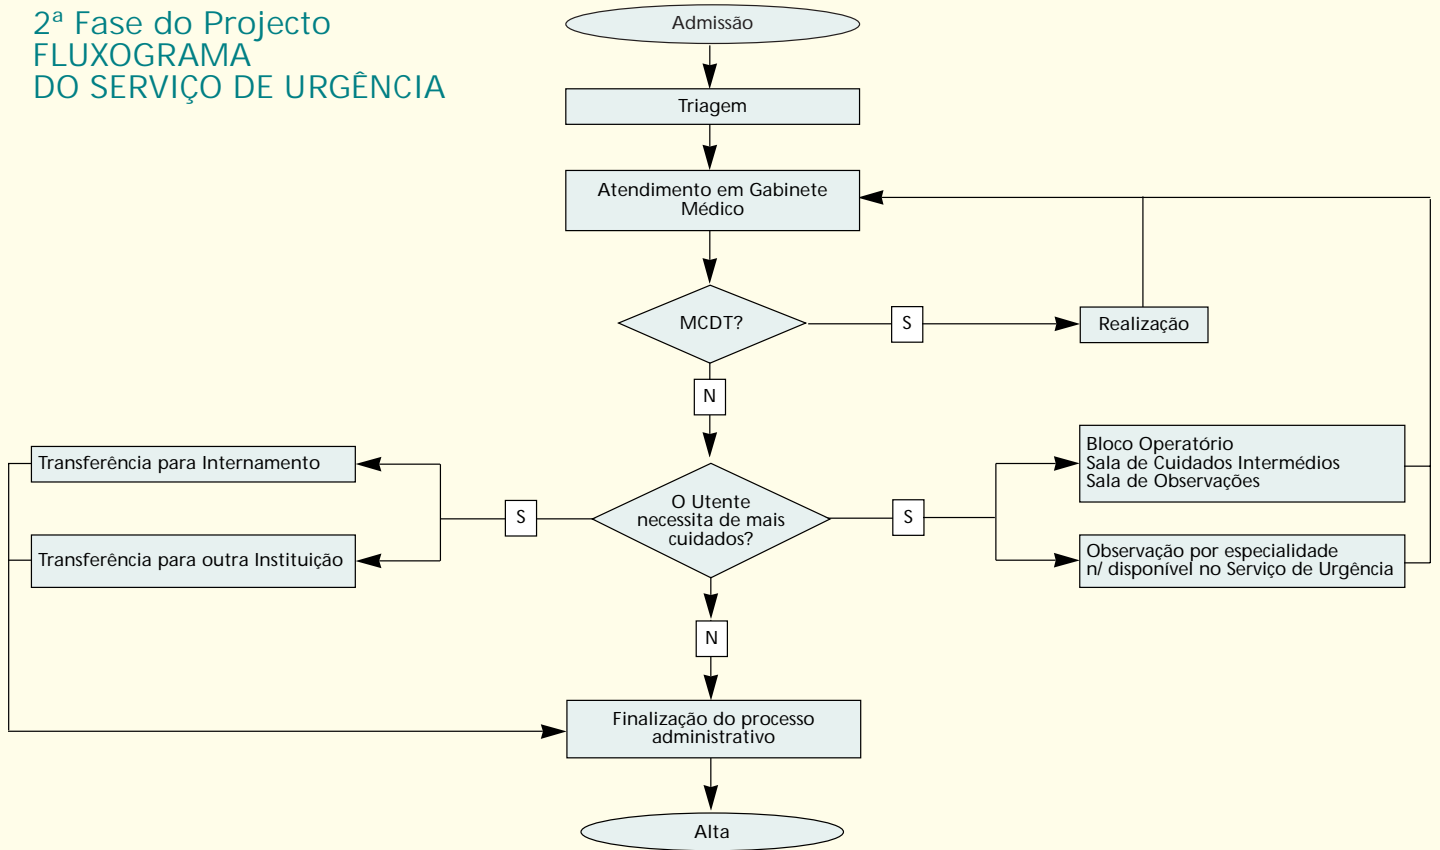 2ª Fase do Projecto
FLUXOGRAMA
DO SERVIÇO DE URGÊNCIA
Admissão
Triagem
Atendimento em Gabinete
Médico
MCDT?
S
Realização
N
Transferência para Internamento
Transferência para outra Instituição
S
O Utente
necessita de mais
cuidados?
S
Bloco Operatório
Sala de Cuidados Intermédios
Sala de Observações
Observação por especialidade
n/ disponível no Serviço de Urgência
N
Finalização do processo
administrativo
Alta